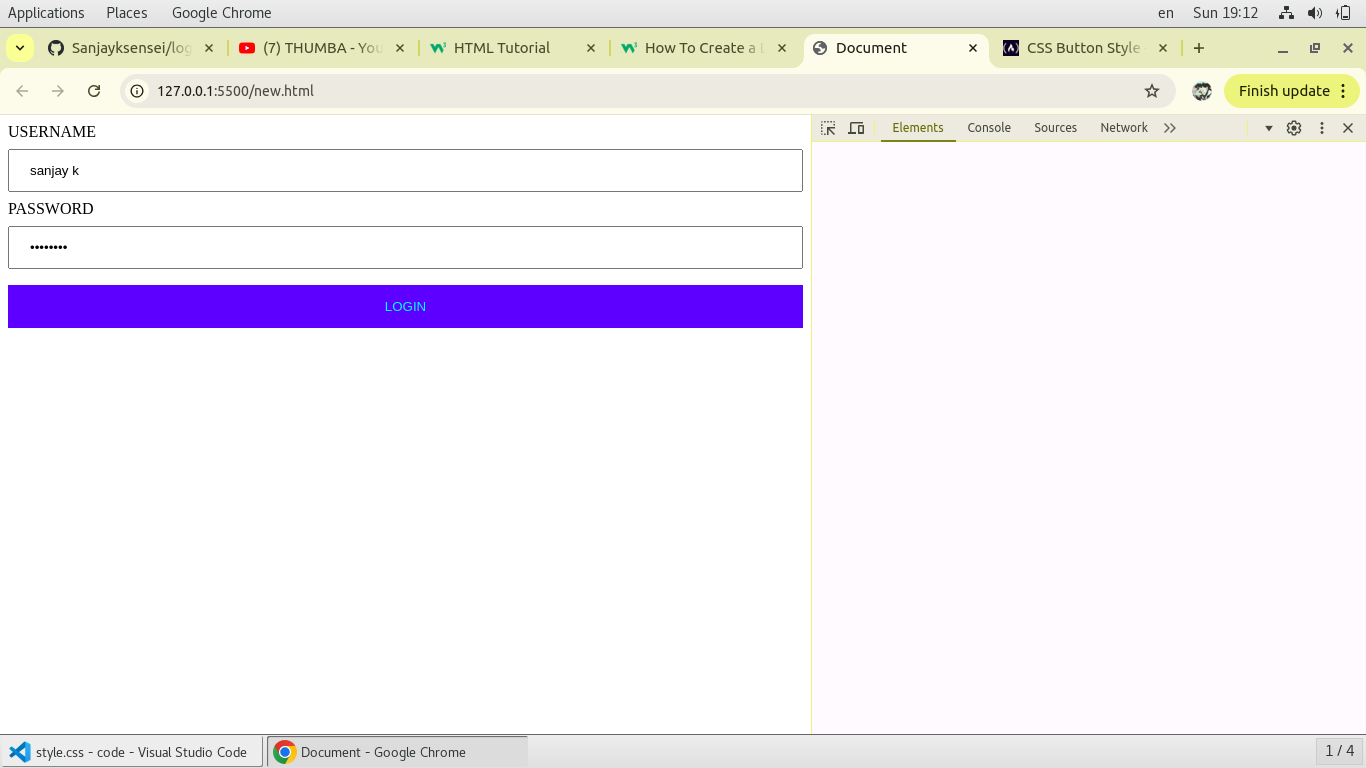 Applications Places Google Chrome en Sun 19:12
Sanjayksensei/log (7) THUMBA - You HTML Tutorial How To Create a L Document CSS Button Style
127.0.0.1:5500/new.html Finish update
USERNAME
sanjay k
PASSWORD
••••••••
LOGIN
Elements Console Sources Network
style.css - code - Visual Studio Code Document - Google Chrome 1 / 4